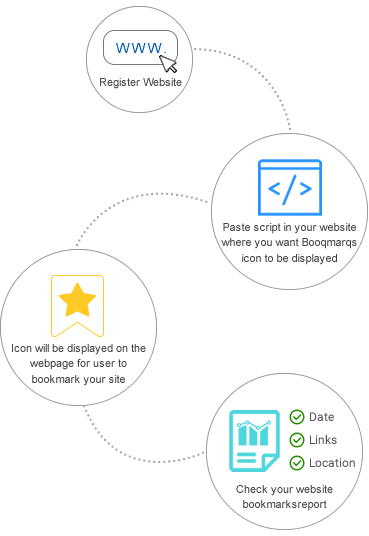 www.
Register Website
</>
Paste script in your website
where you want Booqmarqs
icon to be displayed
Icon will be displayed on the
webpage for user to
bookmark your site
Date
Links
Location
Check your website
bookmarksreport